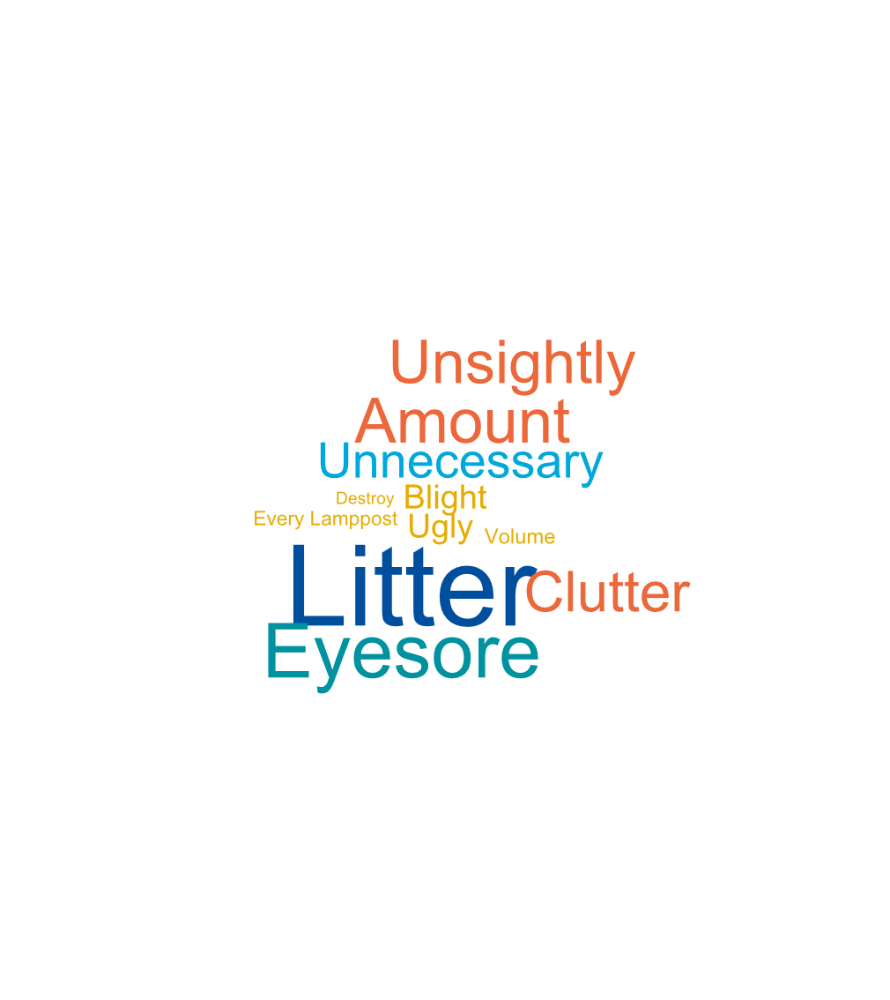 Unsightly
Amount
Unnecessary
Destroy Blight
Every Lamppost Ugly Volume
Litter Clutter
Eyesore